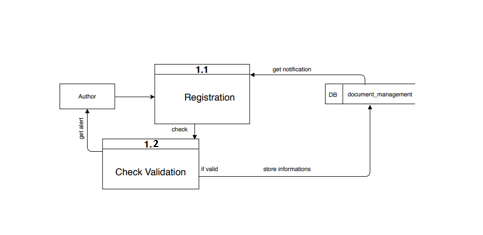 1.1
get notification
Author
Registration
DB
document_management
check
get alert
1.2
Check Validation
if valid
store informations